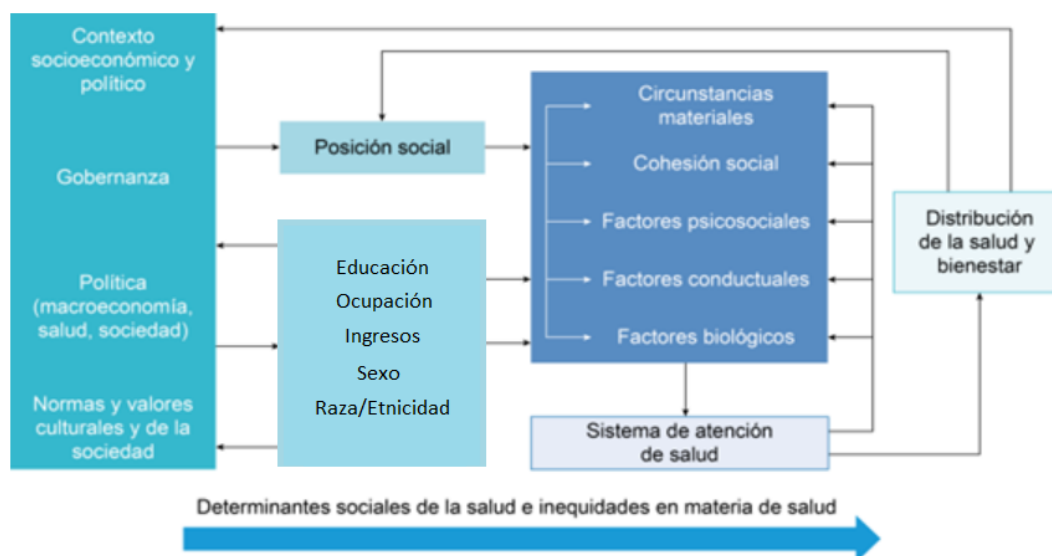 Contexto
socioeconómico y
político
Gobernanza
Política
(macroeconomía,
salud, sociedad)
Normas y valores
culturales y de la
sociedad
Posición social
Educación
Ocupación
Ingresos
Sexo
Raza/Etnicidad
Circunstancias
materiales
Cohesión social
Factores psicosociales
Factores conductuales
Factores biológicos
Sistema de atención
de salud
Distribución
de la salud y
bienestar
Determinantes sociales de la salud e inequidades en materia de salud